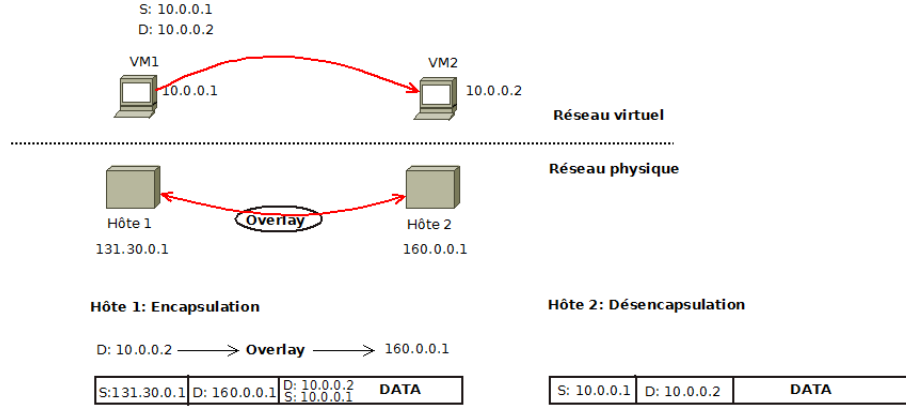 S: 10.0.0.1
D: 10.0.0.2
VM1
VM2
10.0.0.1
10.0.0.2
Réseau virtuel
Réseau physique
Hôte 1
Overlay
Hôte 2
131.30.0.1
160.0.0.1
Hôte 1: Encapsulation
Hôte 2: Désencapsulation
D: 10.0.0.2 Overlay 160.0.0.1
S:131.30.0.1 D: 160.0.0.1 D: 10.0.0.2 DATA
S: 10.0.0.1
S: 10.0.0.1 D: 10.0.0.2 DATA